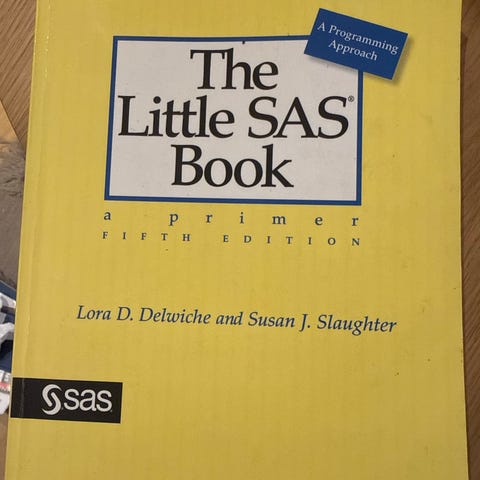 A Programming
Approach
The
Little SAS®
Book
a primer
FIFTH EDITION
Lora D. Delwiche and Susan J. Slaughter
sas